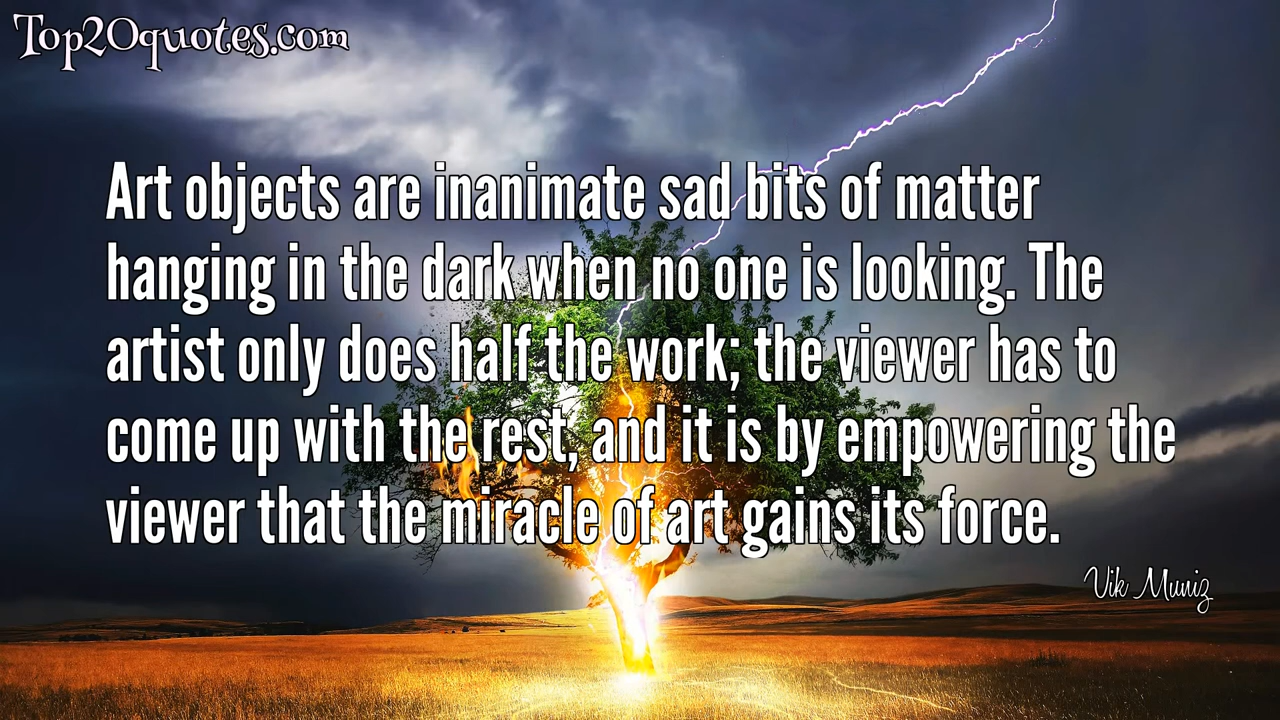 Top20quotes.com
Art objects are inanimate sad bits of matter
hanging in the dark when no one is looking. The
artist only does half the work; the viewer has to
come up with the rest, and it is by empowering the
viewer that the miracle of art gains its force.
Vik Muniz